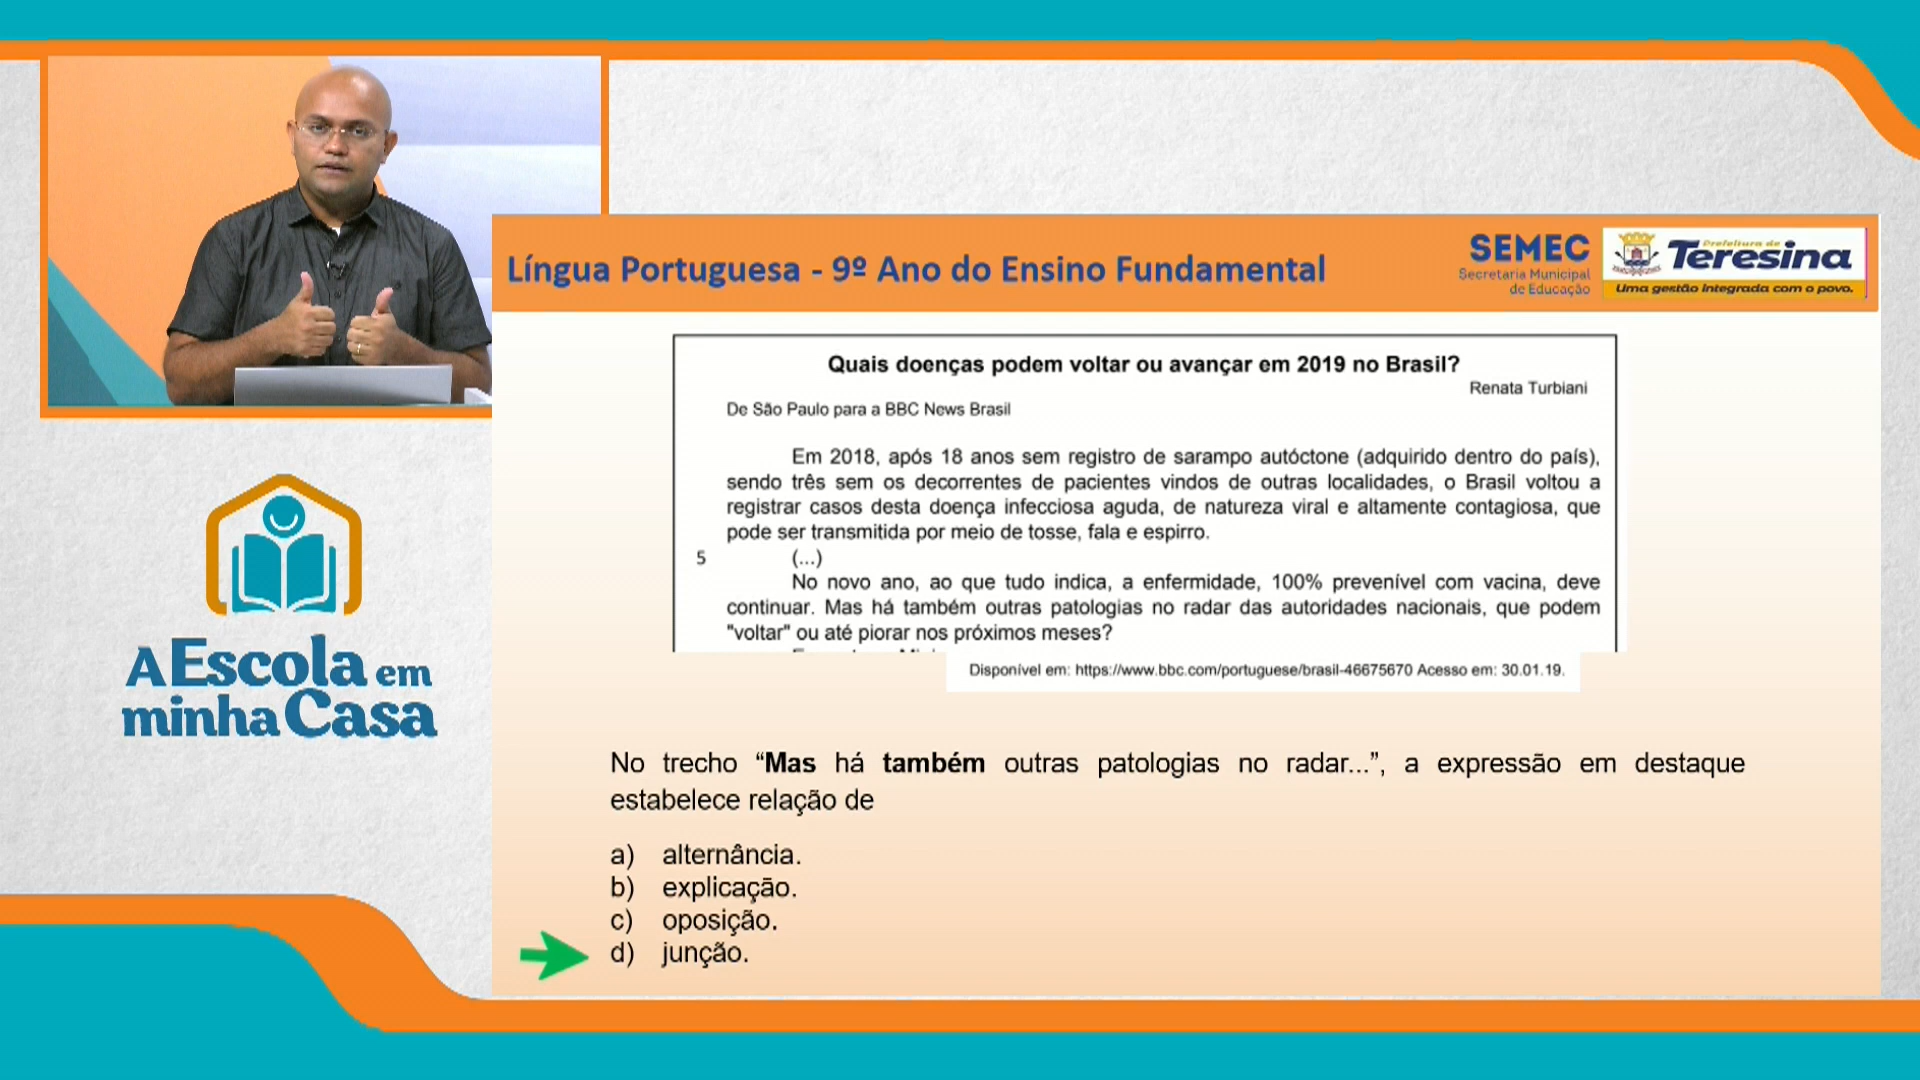 Língua Portuguesa - 9º Ano do Ensino Fundamental
SEMEC
Secretaria Municipal
de Educação
Prefeitura de
Teresina
Uma gestão integrada com o povo.
Quais doenças podem voltar ou avançar em 2019 no Brasil?
Renata Turbiani
De São Paulo para a BBC News Brasil
Em 2018, após 18 anos sem registro de sarampo autóctone (adquirido dentro do país),
sendo três sem os decorrentes de pacientes vindos de outras localidades, o Brasil voltou a
registrar casos desta doença infecciosa aguda, de natureza viral e altamente contagiosa, que
pode ser transmitida por meio de tosse, fala e espirro.
5 (...)
No novo ano, ao que tudo indica, a enfermidade, 100% prevenível com vacina, deve
continuar. Mas há também outras patologias no radar das autoridades nacionais, que podem
"voltar" ou até piorar nos próximos meses?
Disponível em: https://www.bbc.com/portuguese/brasil-46675670 Acesso em: 30.01.19.
A Escola em
minha Casa
No trecho “Mas há também outras patologias no radar...”, a expressão em destaque
estabelece relação de
a) alternância.
b) explicação.
c) oposição.
d) junção.